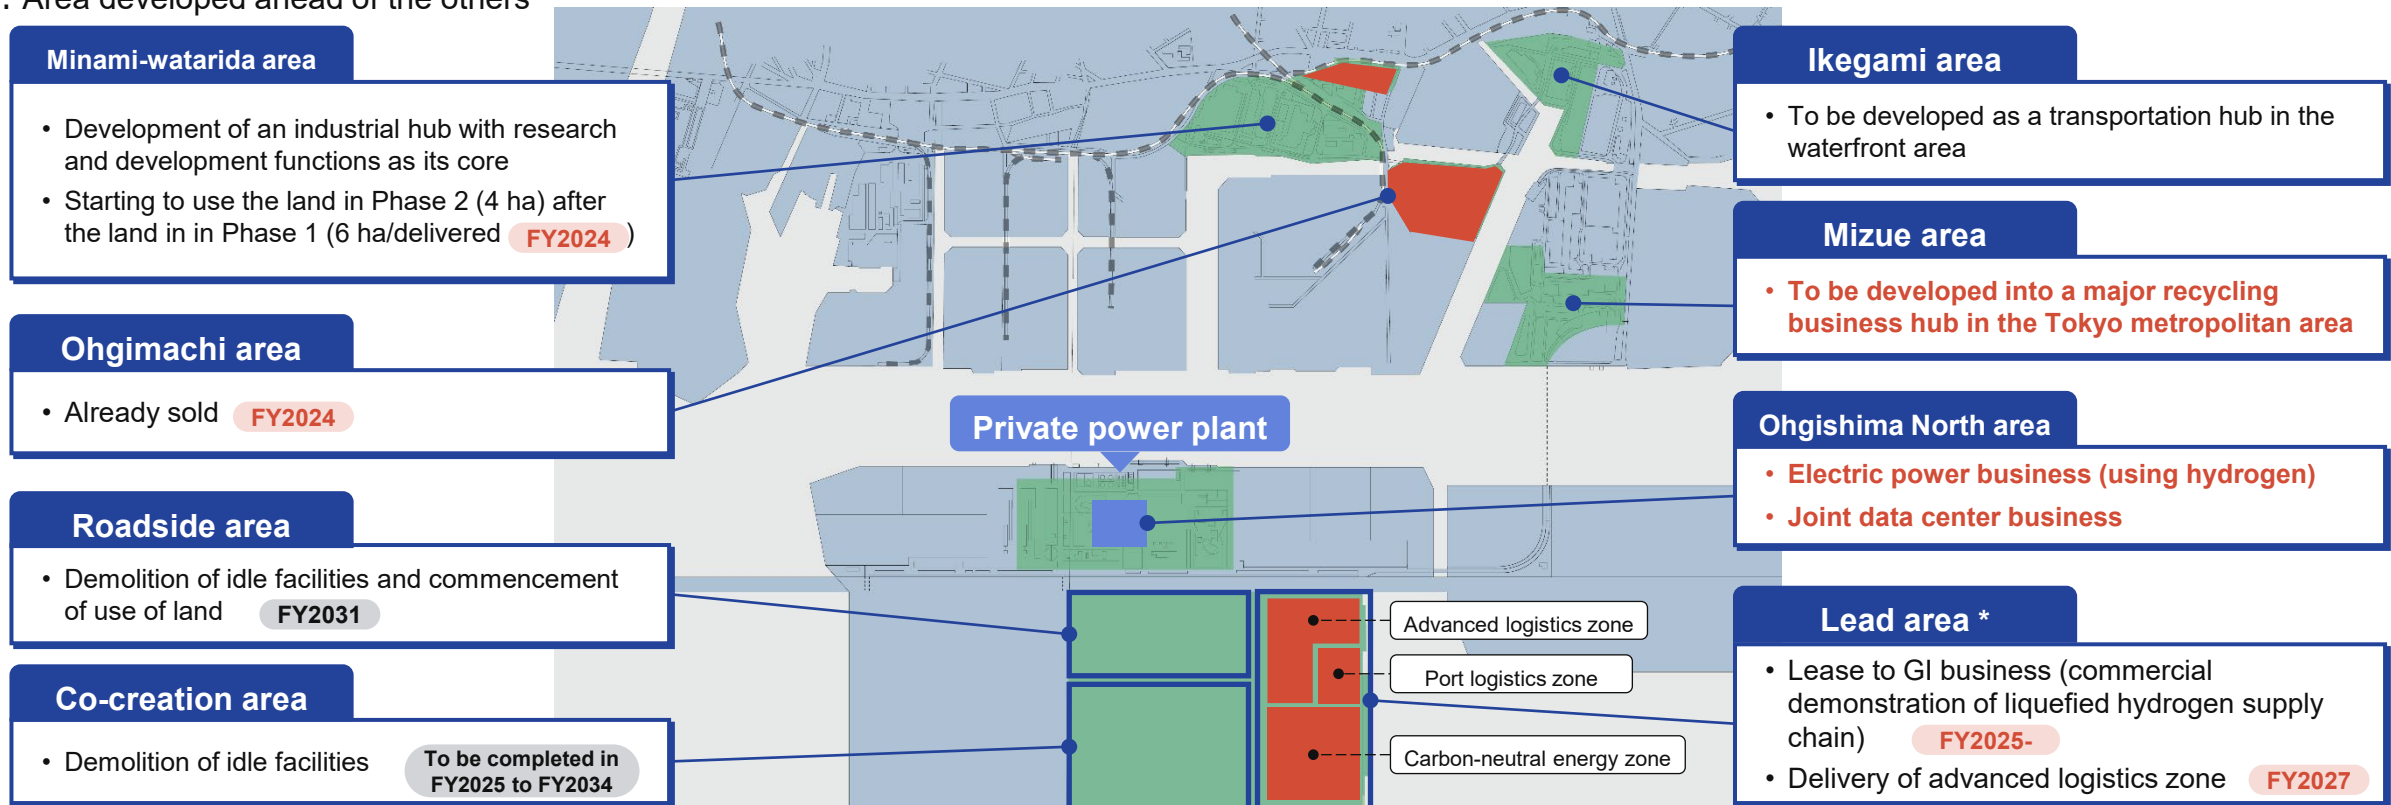 : Area developed ahead of the others
Minami-watarida area
• Development of an industrial hub with research
and development functions as its core
• Starting to use the land in Phase 2 (4 ha) after
the land in in Phase 1 (6 ha/delivered FY2024 )
Ohgimachi area
• Already sold FY2024
Roadside area
• Demolition of idle facilities and commencement
of use of land FY2031
Co-creation area
• Demolition of idle facilities
To be completed in
FY2025 to FY2034
Private power plant
Advanced logistics zone
Port logistics zone
Carbon-neutral energy zone
Ikegami area
• To be developed as a transportation hub in the
waterfront area
Mizue area
• To be developed into a major recycling
business hub in the Tokyo metropolitan area
Ohgishima North area
• Electric power business (using hydrogen)
• Joint data center business
Lead area *
• Lease to GI business (commercial
demonstration of liquefied hydrogen supply
chain) FY2025-
• Delivery of advanced logistics zone FY2027